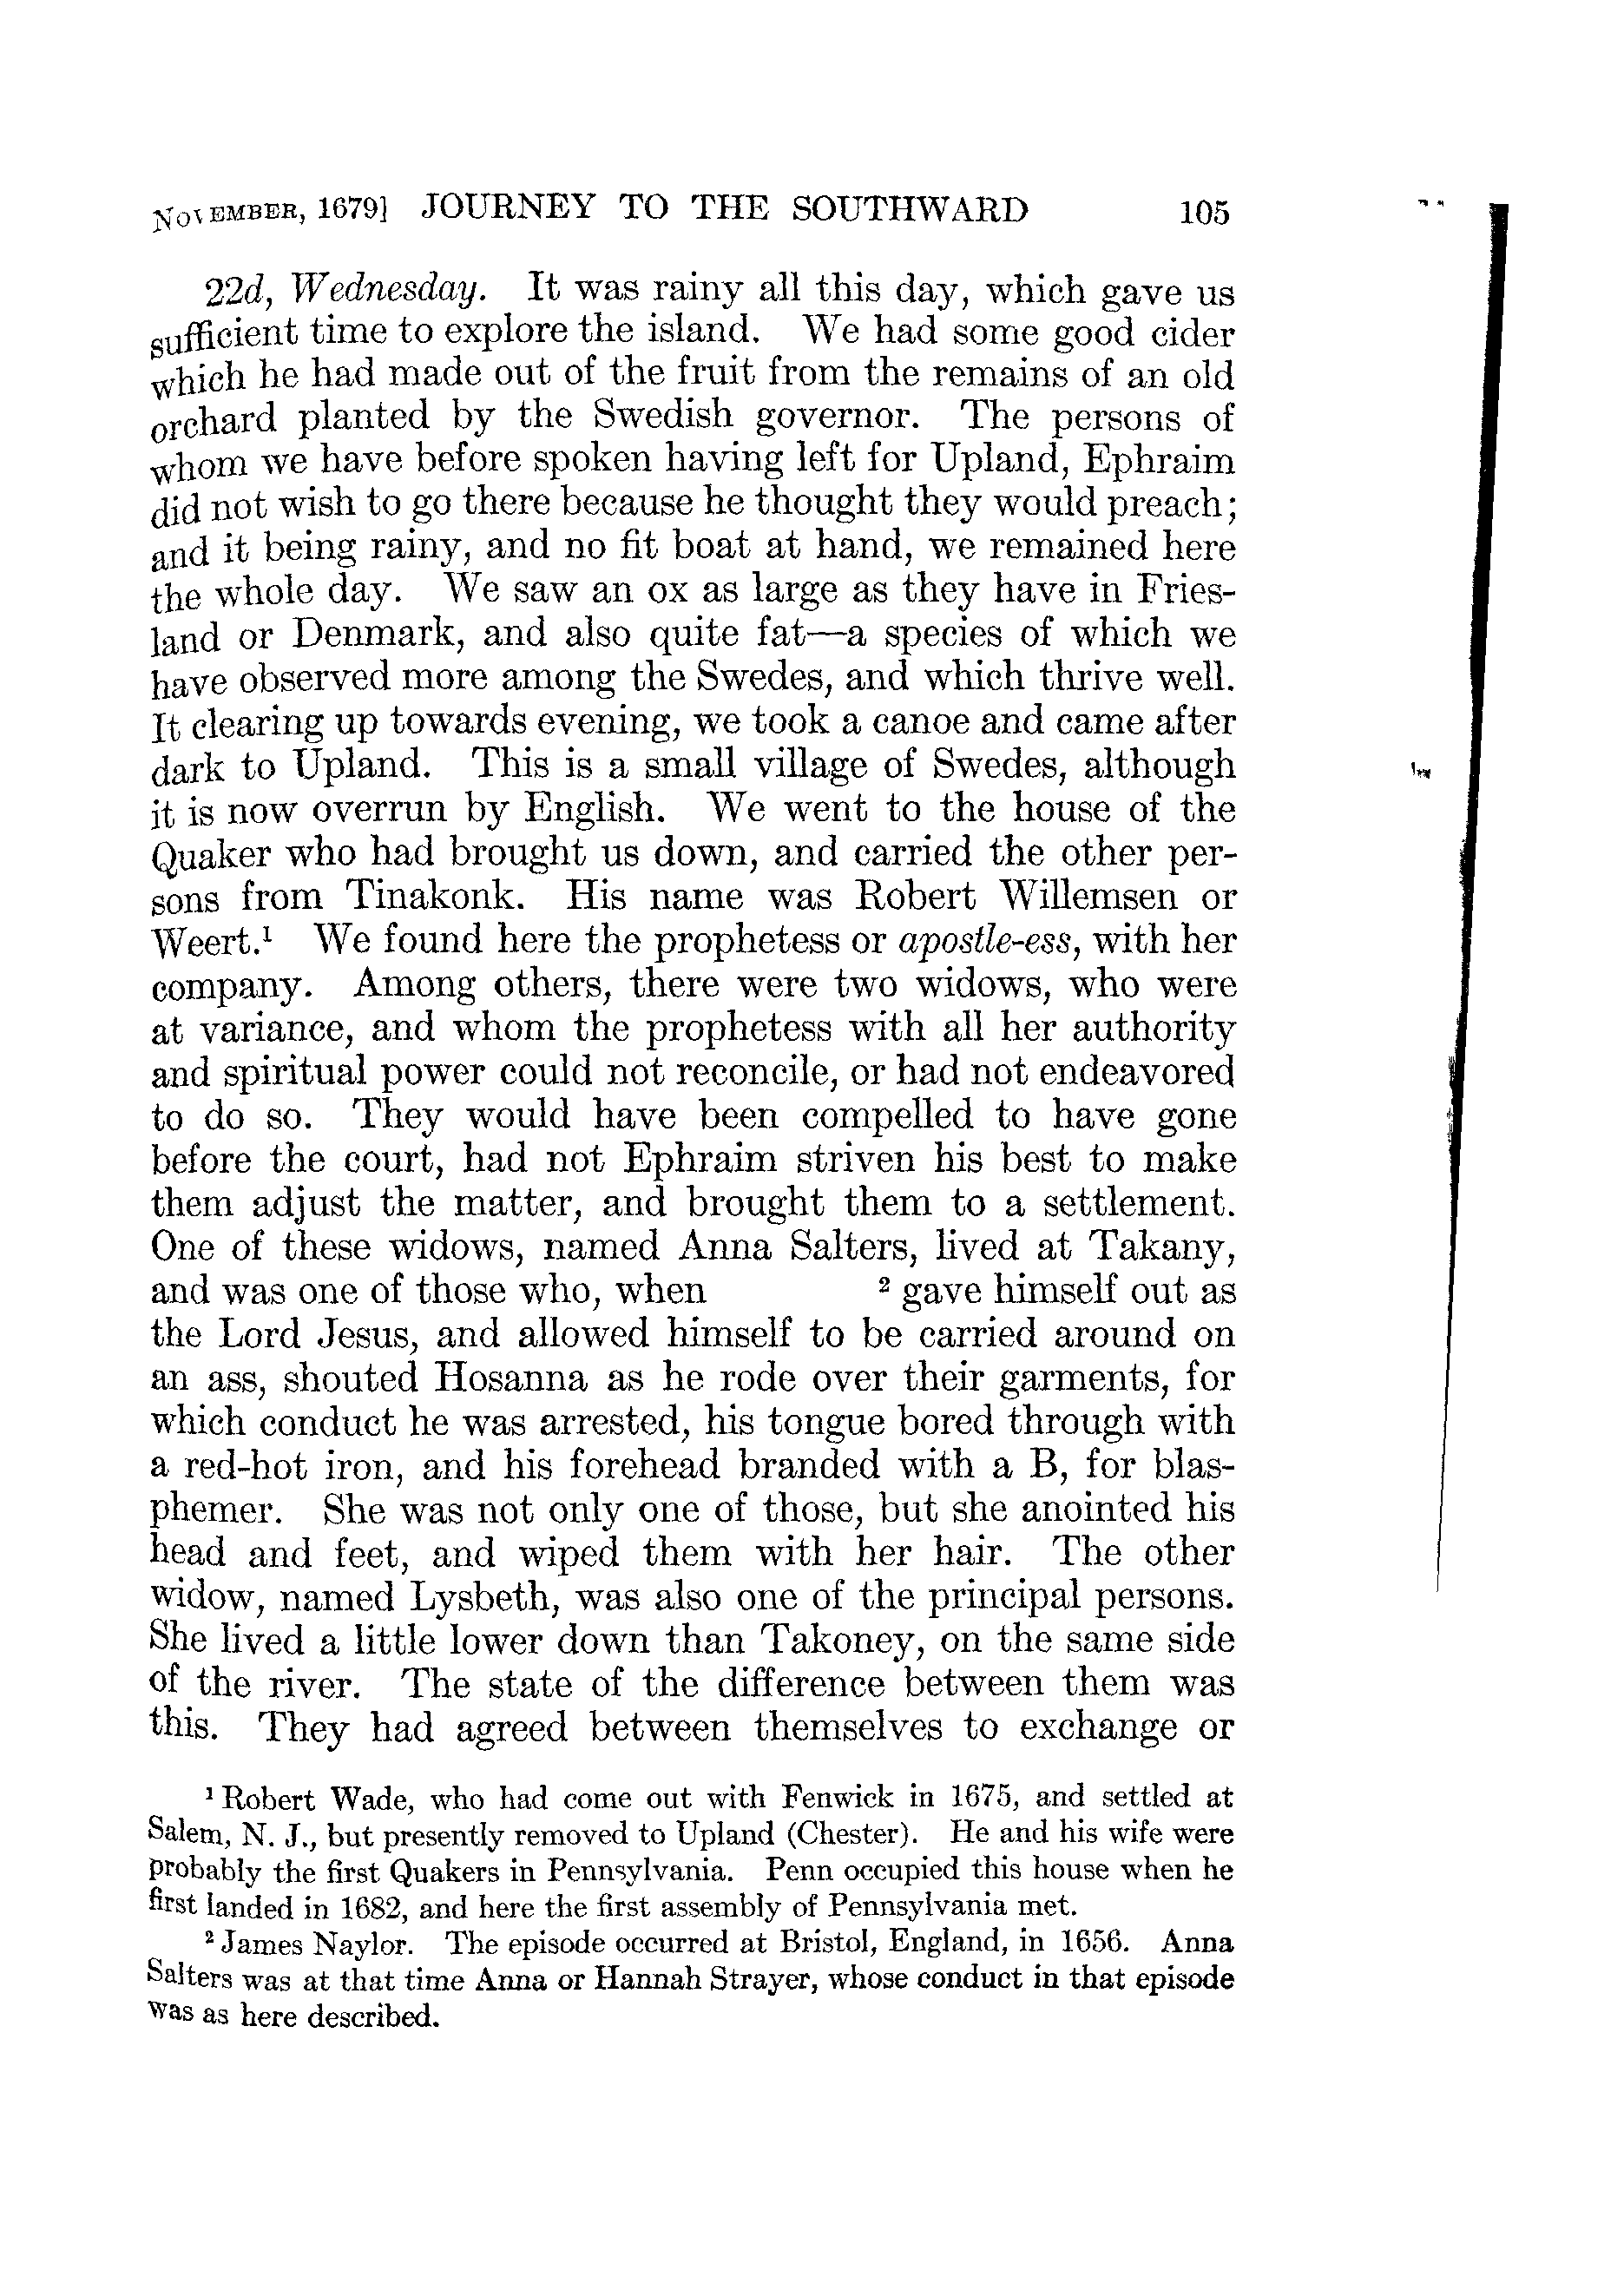 NOVEMBER, 1679] JOURNEY TO THE SOUTHWARD 105
22d, Wednesday. It was rainy all this day, which gave us
sufficient time to explore the island. We had some good cider
which he had made out of the fruit from the remains of an old
orchard planted by the Swedish governor. The persons of
whom we have before spoken having left for Upland, Ephraim
did not wish to go there because he thought they would preach;
and it being rainy, and no fit boat at hand, we remained here
the whole day. We saw an ox as large as they have in Fries-
land or Denmark, and also quite fat—a species of which we
have observed more among the Swedes, and which thrive well.
It clearing up towards evening, we took a canoe and came after
dark to Upland. This is a small village of Swedes, although
it is now overrun by English. We went to the house of the
Quaker who had brought us down, and carried the other per-
sons from Tinakonk. His name was Robert Willemsen or
Weert.¹ We found here the prophetess or apostle-ess, with her
company. Among others, there were two widows, who were
at variance, and whom the prophetess with all her authority
and spiritual power could not reconcile, or had not endeavored
to do so. They would have been compelled to have gone
before the court, had not Ephraim striven his best to make
them adjust the matter, and brought them to a settlement.
One of these widows, named Anna Salters, lived at Takany,
and was one of those who, when ² gave himself out as
the Lord Jesus, and allowed himself to be carried around on
an ass, shouted Hosanna as he rode over their garments, for
which conduct he was arrested, his tongue bored through with
a red-hot iron, and his forehead branded with a B, for blas-
phemer. She was not only one of those, but she anointed his
head and feet, and wiped them with her hair. The other
widow, named Lysbeth, was also one of the principal persons.
She lived a little lower down than Takoney, on the same side
of the river. The state of the difference between them was
this. They had agreed between themselves to exchange or
¹ Robert Wade, who had come out with Fenwick in 1675, and settled at
Salem, N. J., but presently removed to Upland (Chester). He and his wife were
probably the first Quakers in Pennsylvania. Penn occupied this house when he
first landed in 1682, and here the first assembly of Pennsylvania met.
² James Naylor. The episode occurred at Bristol, England, in 1656. Anna
Salters was at that time Anna or Hannah Strayer, whose conduct in that episode
was as here described.